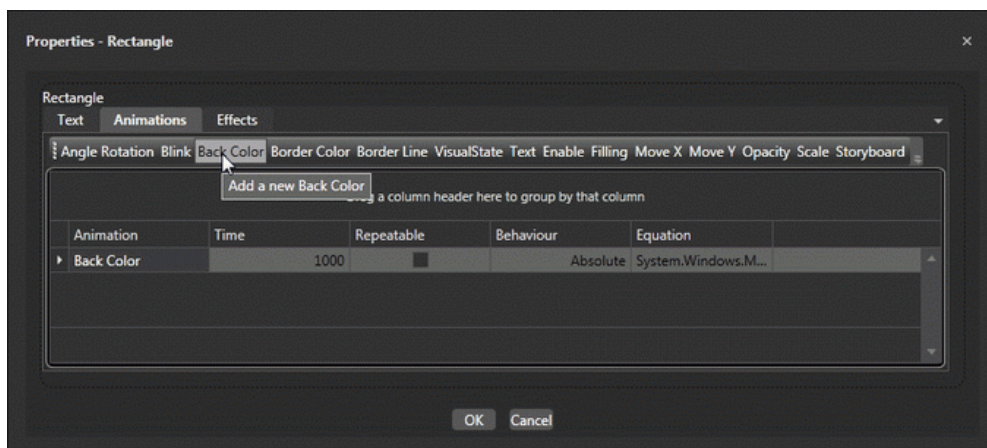 Properties - Rectangle
Rectangle
Text Animations Effects
Angle Rotation Blink Back Color Border Color Border Line VisualState Text Enable Filling Move X Move Y Opacity Scale Storyboard
Add a new Back Color
a column header here to group by that column
Animation Time Repeatable Behaviour Equation
Back Color 1000 Absolute System.Windows.M...
OK Cancel